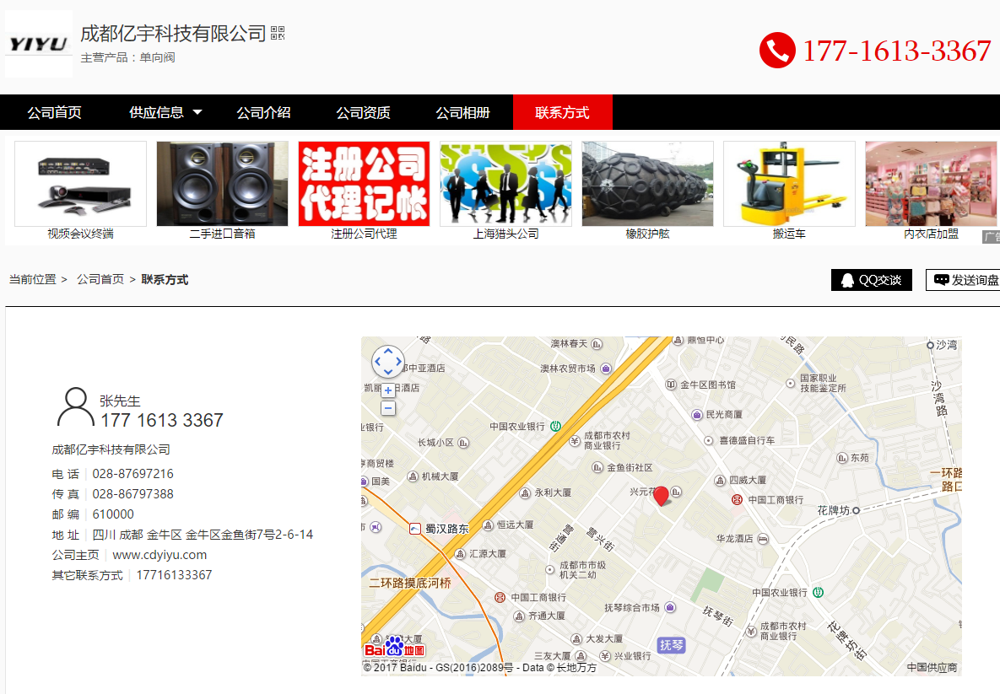 YIYU
成都亿宇科技有限公司
主营产品：单向阀
177-1613-3367
公司首页 供应信息 公司介绍 公司资质 公司相册 联系方式
注册公司
代理记帐
视频会议终端 二手进口音箱 注册公司代理 上海猎头公司 橡胶护舷 搬运车 内衣店加盟
广告
当前位置 > 公司首页 > 联系方式
QQ交谈 发送询盘
张先生
177 1613 3367
成都亿宇科技有限公司
电 话 028-87697216
传 真 028-86797388
邮 编 610000
地 址 四川 成都 金牛区 金牛区金鱼街7号2-6-14
公司主页 www.cdyiyu.com
其它联系方式 17716133367
澳林春天
鼎恒中心
沙湾
澳林农贸市场
中亚酒店
金牛区图书馆
国家职业
技能鉴定所
沙湾路
民光商厦
中国农业银行
长城小区
成都市农村
商业银行
喜德盛自行车
东苑
金鱼街社区
国美
机械大厦
四威大厦
一环路
路口
永利大厦
兴元花
中国工商银行
花牌坊
蜀汉路东
恒远大厦
营通街
营兴街
华龙酒店
汇源大厦
成都市市级
机关二幼
二环路摸底河桥
中国工商银行
中国农业银行
抚琴综合市场
抚琴街
齐通大厦
成都市农村
商业银行
花牌坊街
大发大厦
抚琴
三友大厦
兴业银行
Bai du 地图
© 2017 Baidu - GS(2016)2089号 - Data © 长地万方
中国供应商